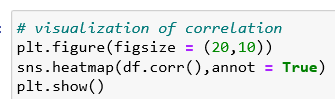 # visualization of correlation
plt.figure(figsize = (20,10))
sns.heatmap(df.corr(),annot = True)
plt.show()